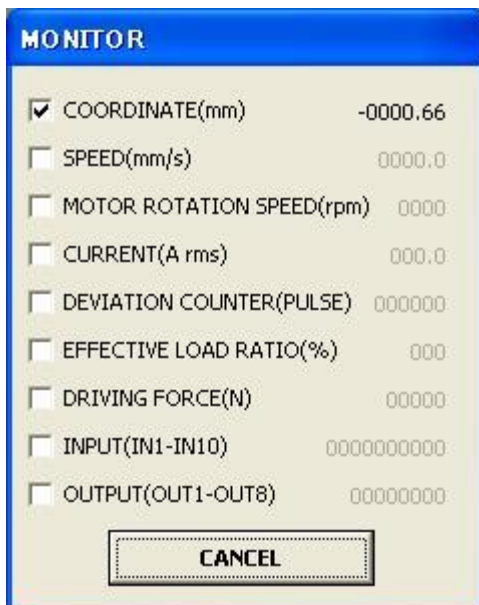 MONITOR
COORDINATE(mm) -0000.66
SPEED(mm/s) 0000.0
MOTOR ROTATION SPEED(rpm) 0000
CURRENT(A rms) 000.0
DEVIATION COUNTER(PULSE) 000000
EFFECTIVE LOAD RATIO(%) 000
DRIVING FORCE(N) 00000
INPUT(IN1-IN10) 0000000000
OUTPUT(OUT1-OUT8) 00000000
CANCEL